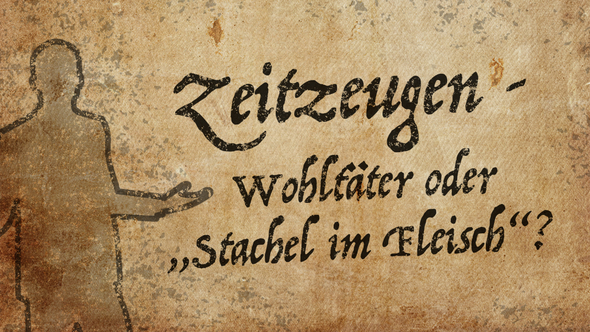 Zeitzeugen -
Wohltäter oder
„Stachel im Fleisch“?